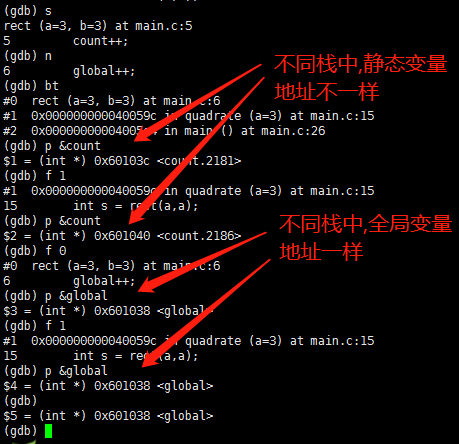 (gdb) s
rect (a=3, b=3) at main.c:5
5 count++;
(gdb) n
6 global++;
(gdb) bt
#0 rect (a=3, b=3) at main.c:6
#1 0x000000000040059c in quadrate (a=3) at main.c:15
#2 in main () at main.c:26
(gdb) p &count
$1 = (int *) 0x60103c <count.2181>
(gdb) f 1
#1 0x000000000040059c in quadrate (a=3) at main.c:15
15 int s = rect(a,a);
(gdb) p &count
$2 = (int *) 0x601040 <count.2186>
(gdb) f 0
#0 rect (a=3, b=3) at main.c:6
6 global++;
(gdb) p &global
$3 = (int *) 0x601038 <global>
(gdb) f 1
#1 0x000000000040059c in quadrate (a=3) at main.c:15
15 int s = rect(a,a);
(gdb) p &global
$4 = (int *) 0x601038 <global>
(gdb)
$5 = (int *) 0x601038 <global>
(gdb)
不同栈中,静态变量
地址不一样
不同栈中,全局变量
地址一样